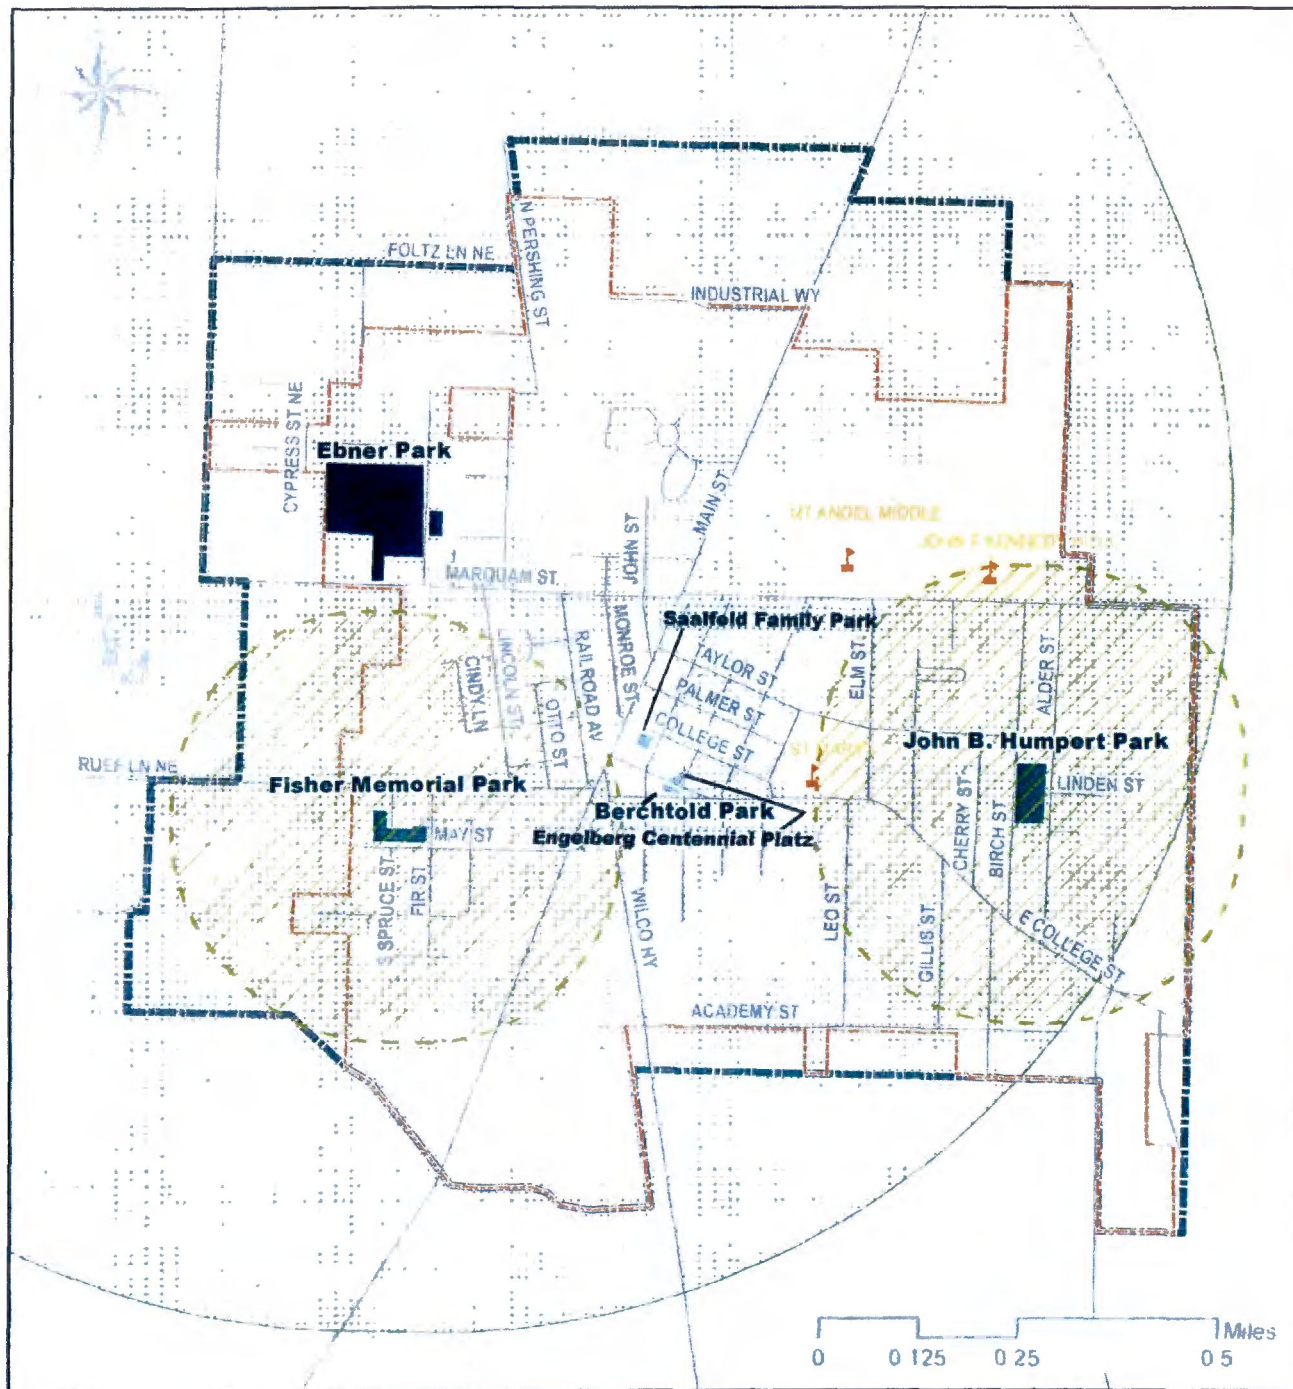 FOLTZ LN NE
N PERSHING ST
INDUSTRIAL WY
CYPRESS ST NE
Ebner Park
MAIN ST
MT ANGEL MIDDLE
JOHN F KENNEDY
JOHN ST
MARQUAM ST
MONROE ST
Saalfeld Family Park
LINCOLN ST
CINDY LN
RAILROAD AV
TAYLOR ST
ELM ST
ALDER ST
OTTO ST
PALMER ST
COLLEGE ST
John B. Humpert Park
RUEF LN NE
Fisher Memorial Park
LINDEN ST
Berchtold Park
MAY ST
Engelberg Centennial Platz
CHERRY ST
BIRCH ST
S SPRUCE ST
FIR ST
WILCO HY
LEO ST
GILLIS ST
E COLLEGE ST
ACADEMY ST
Miles
0 0 125 0 25 0 5